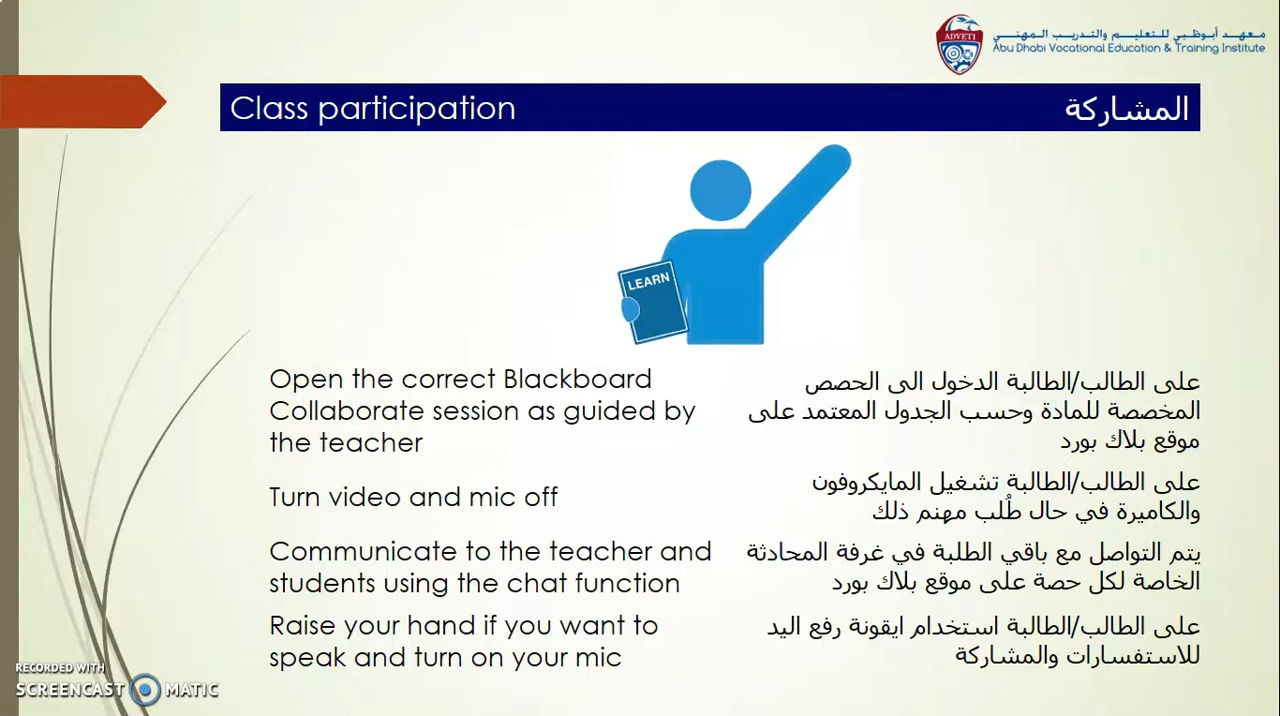 معهد أبوظبي للتعليم والتدريب المهني
Abu Dhabi Vocational Education & Training Institute
ADVETI
Class participation
المشاركة
LEARN
Open the correct Blackboard
Collaborate session as guided by
the teacher
على الطالب/الطالبة الدخول الى الحصص
المخصصة للمادة وحسب الجدول المعتمد على
موقع بلاك بورد
Turn video and mic off
على الطالب/الطالبة تشغيل المايكروفون
والكاميرة في حال طُلب مهنم ذلك
Communicate to the teacher and
students using the chat function
يتم التواصل مع باقي الطلبة في غرفة المحادثة
الخاصة لكل حصة على موقع بلاك بورد
Raise your hand if you want to
speak and turn on your mic
على الطالب/الطالبة استخدام ايقونة رفع اليد
للاستفسارات والمشاركة
RECORDED WITH
SCREENCAST MATIC